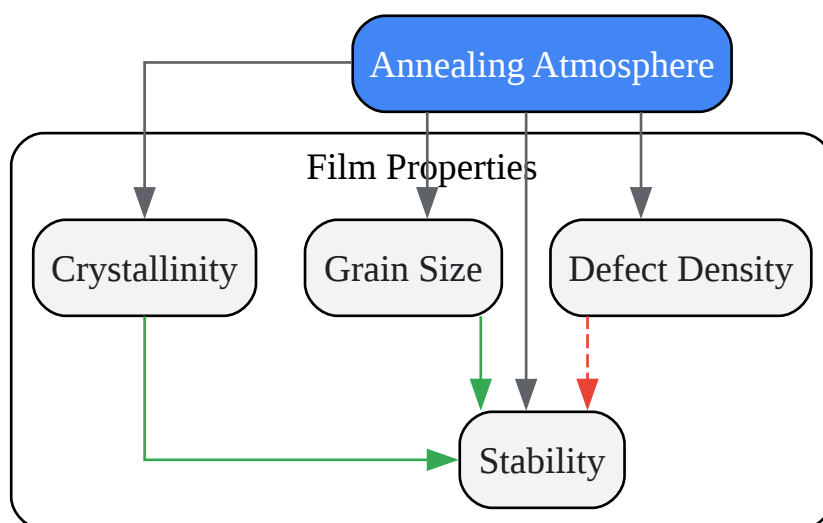 Annealing Atmosphere
Film Properties
Crystallinity
Grain Size
Defect Density
Stability